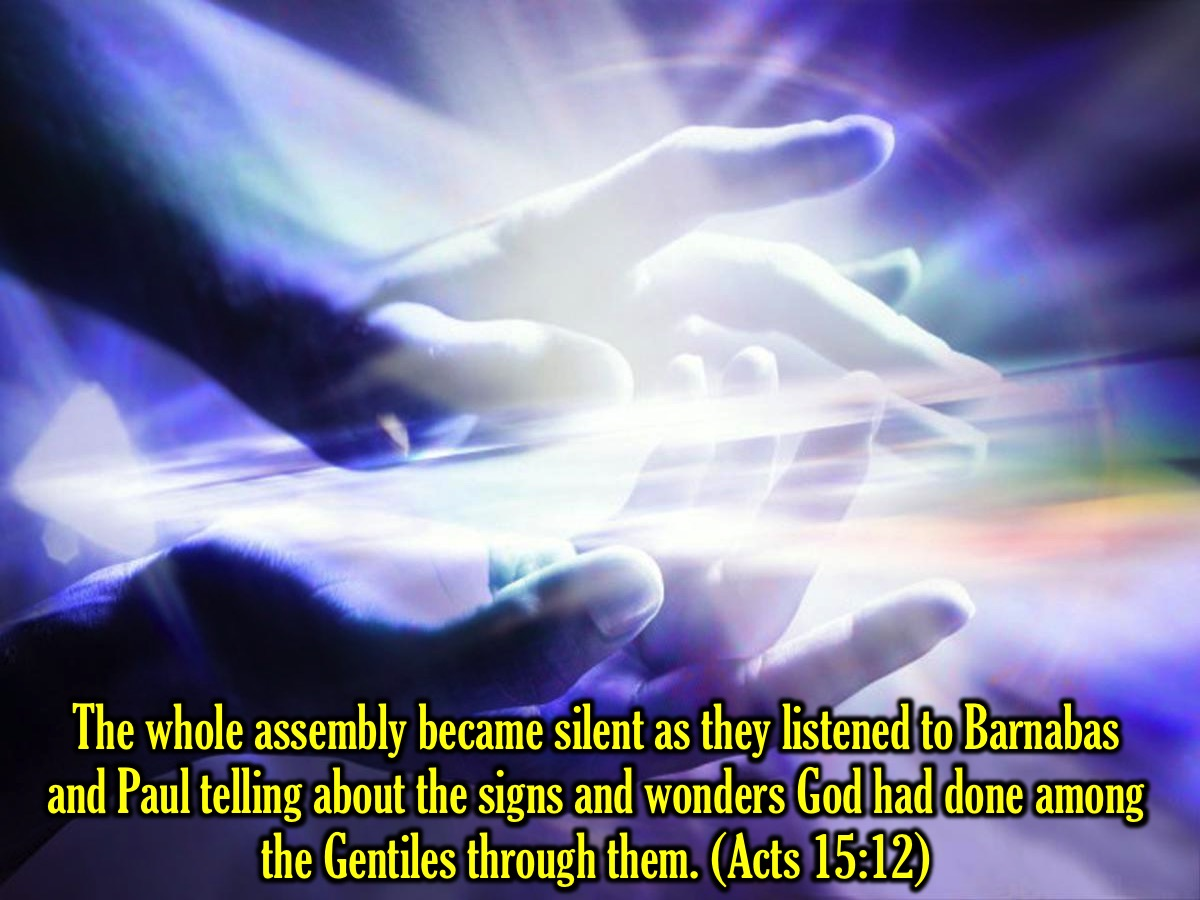 The whole assembly became silent as they listened to Barnabas
and Paul telling about the signs and wonders God had done among
the Gentiles through them. (Acts 15:12)